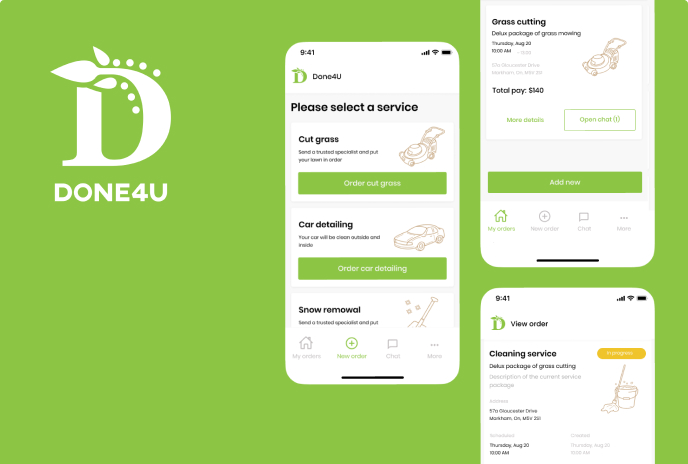 DONE4U
9:41
Done4U
Please select a service
Cut grass
Send a trusted specialist and put
your lawn in order
Order cut grass
Car detailing
Your car will be clean outside and
inside
Order car detailing
Snow remowal
Send a trusted specialist and put
My orders
New order
Chat
More
Grass cutting
Delux package of grass mowing
Thursday, Aug 20
10:00 AM
57a Gloucester Drive
Markham, On, M5V 2S1
Total pay: $140
More details
Open chat (1)
Add new
My orders
New order
Chat
More
9:41
View order
Cleaning service
In progress
Delux package of grass cutting
Description of the current service
package
Address
57a Gloucester Drive
Markham, On, M5V 2S1
Scheduled
Created
Thursday, Aug 20
Thursday, Aug 20
10:00 AM
10:00 AM